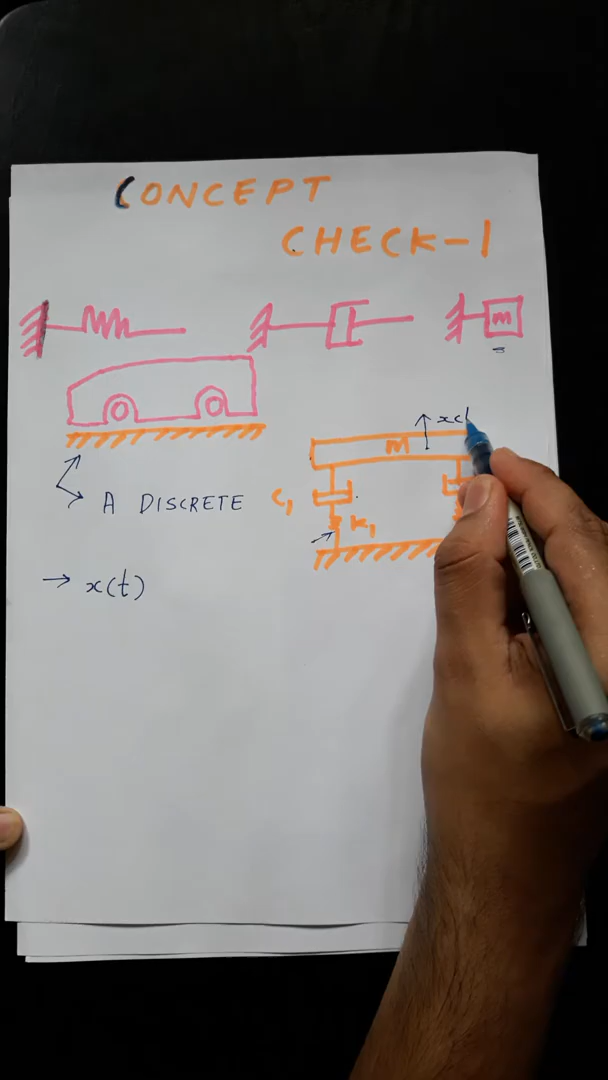 CONCEPT
CHECK-1
m
x(
m
A DISCRETE
C1
K1
→ x(t)